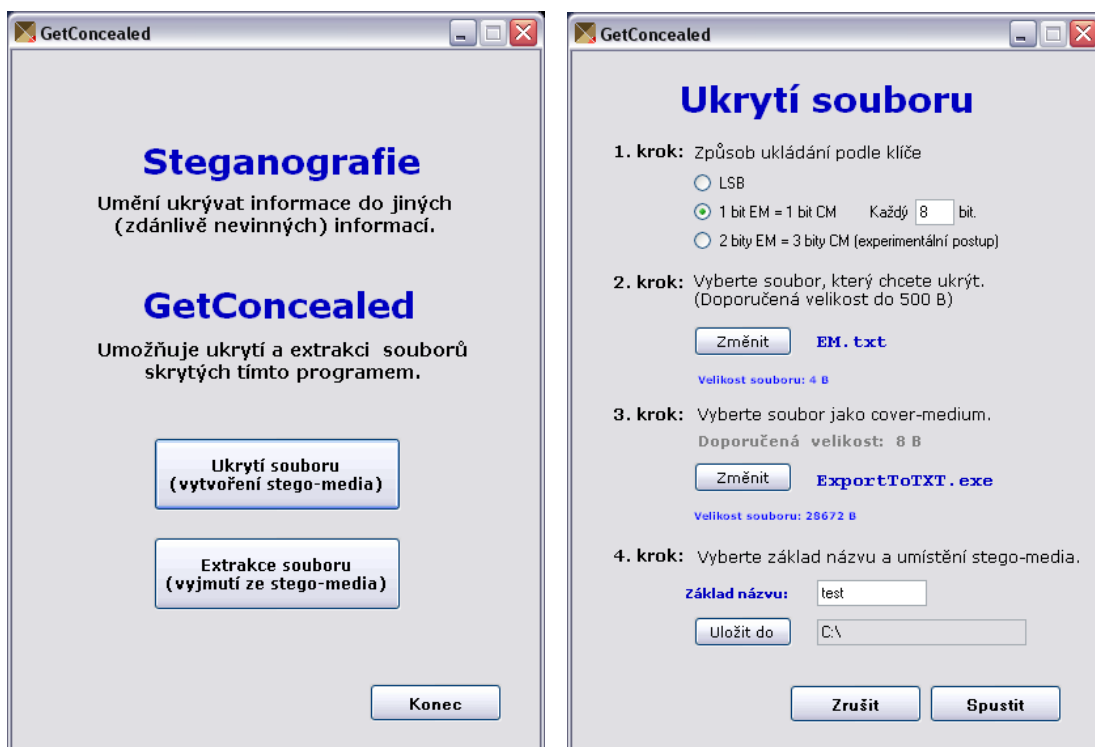 GetConcealed
Steganografie
Umění ukrývat informace do jiných
(zdánlivě nevinných) informací.
GetConcealed
Umožňuje ukrytí a extrakci souborů
skrytých tímto programem.
Ukrytí souboru
(vytvoření stego-media)
Extrakce souboru
(vyjmutí ze stego-media)
Konec
GetConcealed
Ukrytí souboru
1. krok: Způsob ukládání podle klíče
LSB
1 bit EM = 1 bit CM Každý 8 bit.
2 bity EM = 3 bity CM (experimentální postup)
2. krok: Vyberte soubor, který chcete ukrýt.
(Doporučená velikost do 500 B)
Změnit EM.txt
Velikost souboru: 4 B
3. krok: Vyberte soubor jako cover-medium.
Doporučená velikost: 8 B
Změnit ExportToTXT.exe
Velikost souboru: 28672 B
4. krok: Vyberte základ názvu a umístění stego-media.
Základ názvu: test
Uložit do C:\
Zrušit Spustit